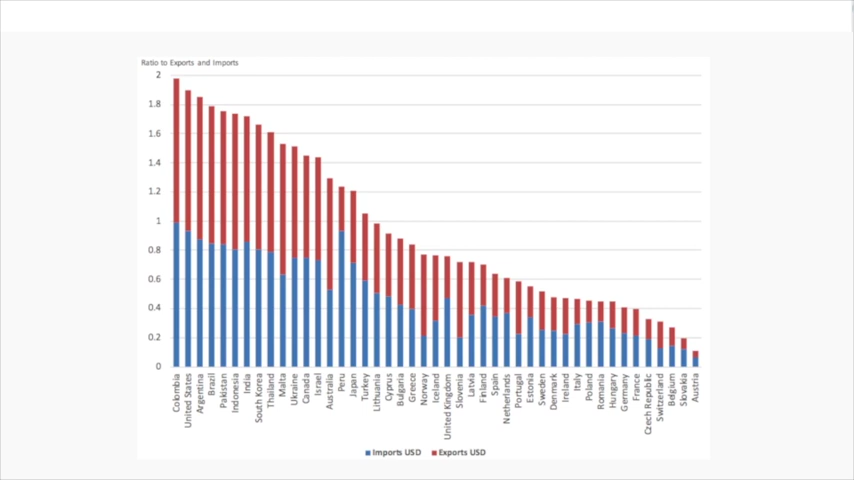 Ratio to Exports and Imports
2
1.8
1.6
1.4
1.2
1
0.8
0.6
0.4
0.2
0
Colombia
United States
Argentina
Brazil
Pakistan
Indonesia
India
South Korea
Thailand
Malta
Ukraine
Canada
Israel
Australia
Peru
Japan
Turkey
Lithuania
Cyprus
Bulgaria
Greece
Norway
Iceland
United Kingdom
Slovenia
Latvia
Finland
Spain
Netherlands
Portugal
Estonia
Sweden
Denmark
Ireland
Italy
Poland
Romania
Hungary
Germany
France
Czech Republic
Switzerland
Belgium
Slovakia
Austria
Imports USD Exports USD